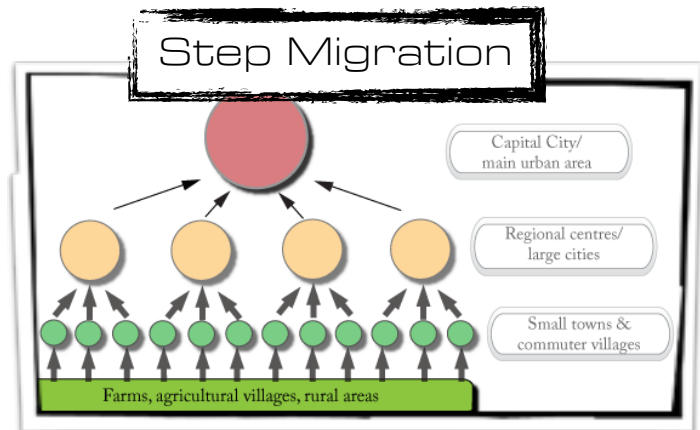 Step Migration
Capital City/
main urban area
Regional centres/
large cities
Small towns &
commuter villages
Farms, agricultural villages, rural areas